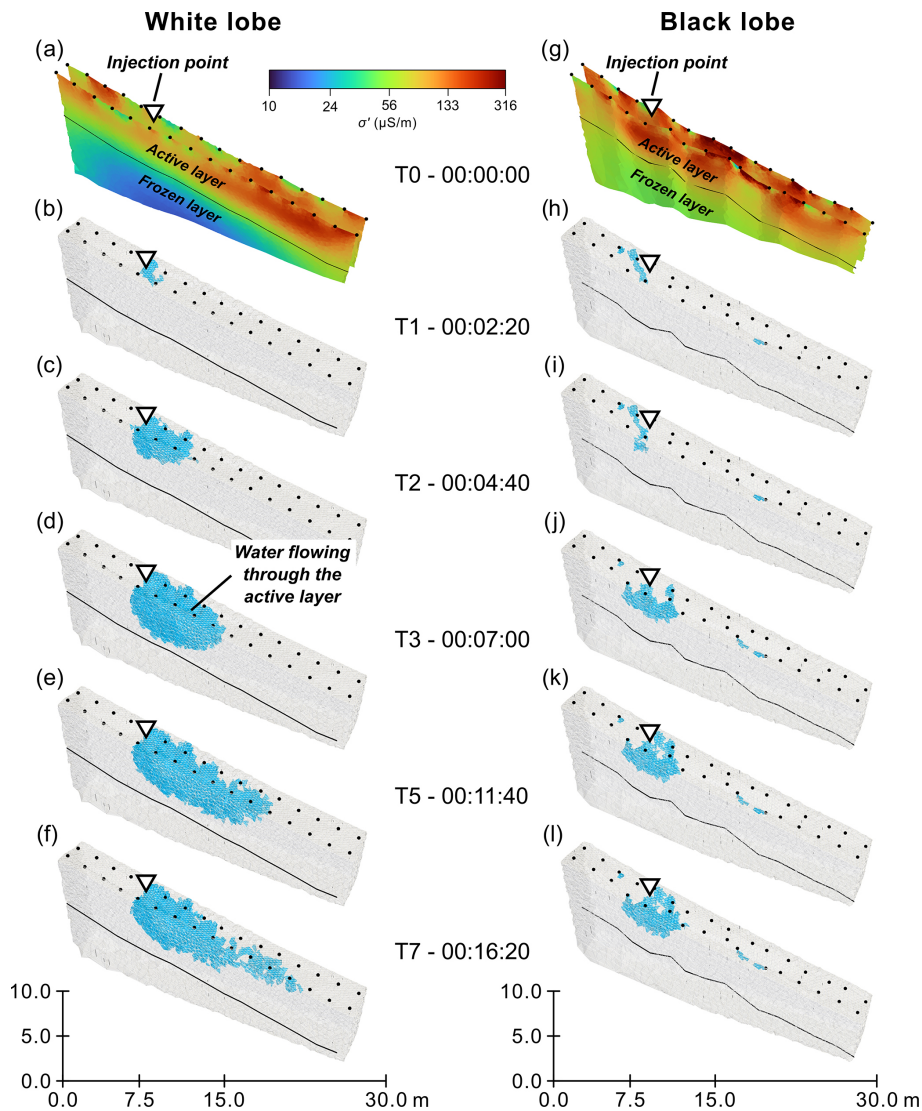 White lobe
Black lobe
(a)
Injection point
10 24 56 133 316
σ' (µS/m)
Active layer
Frozen layer
T0 - 00:00:00
(g)
Injection point
Active layer
Frozen layer
(b)
T1 - 00:02:20
(h)
(c)
T2 - 00:04:40
(i)
(d)
Water flowing
through the
active layer
T3 - 00:07:00
(j)
(e)
T5 - 00:11:40
(k)
(f)
T7 - 00:16:20
(l)
10.0
5.0
0.0
0.0 7.5 15.0 30.0 m
10.0
5.0
0.0
0.0 7.5 15.0 30.0 m